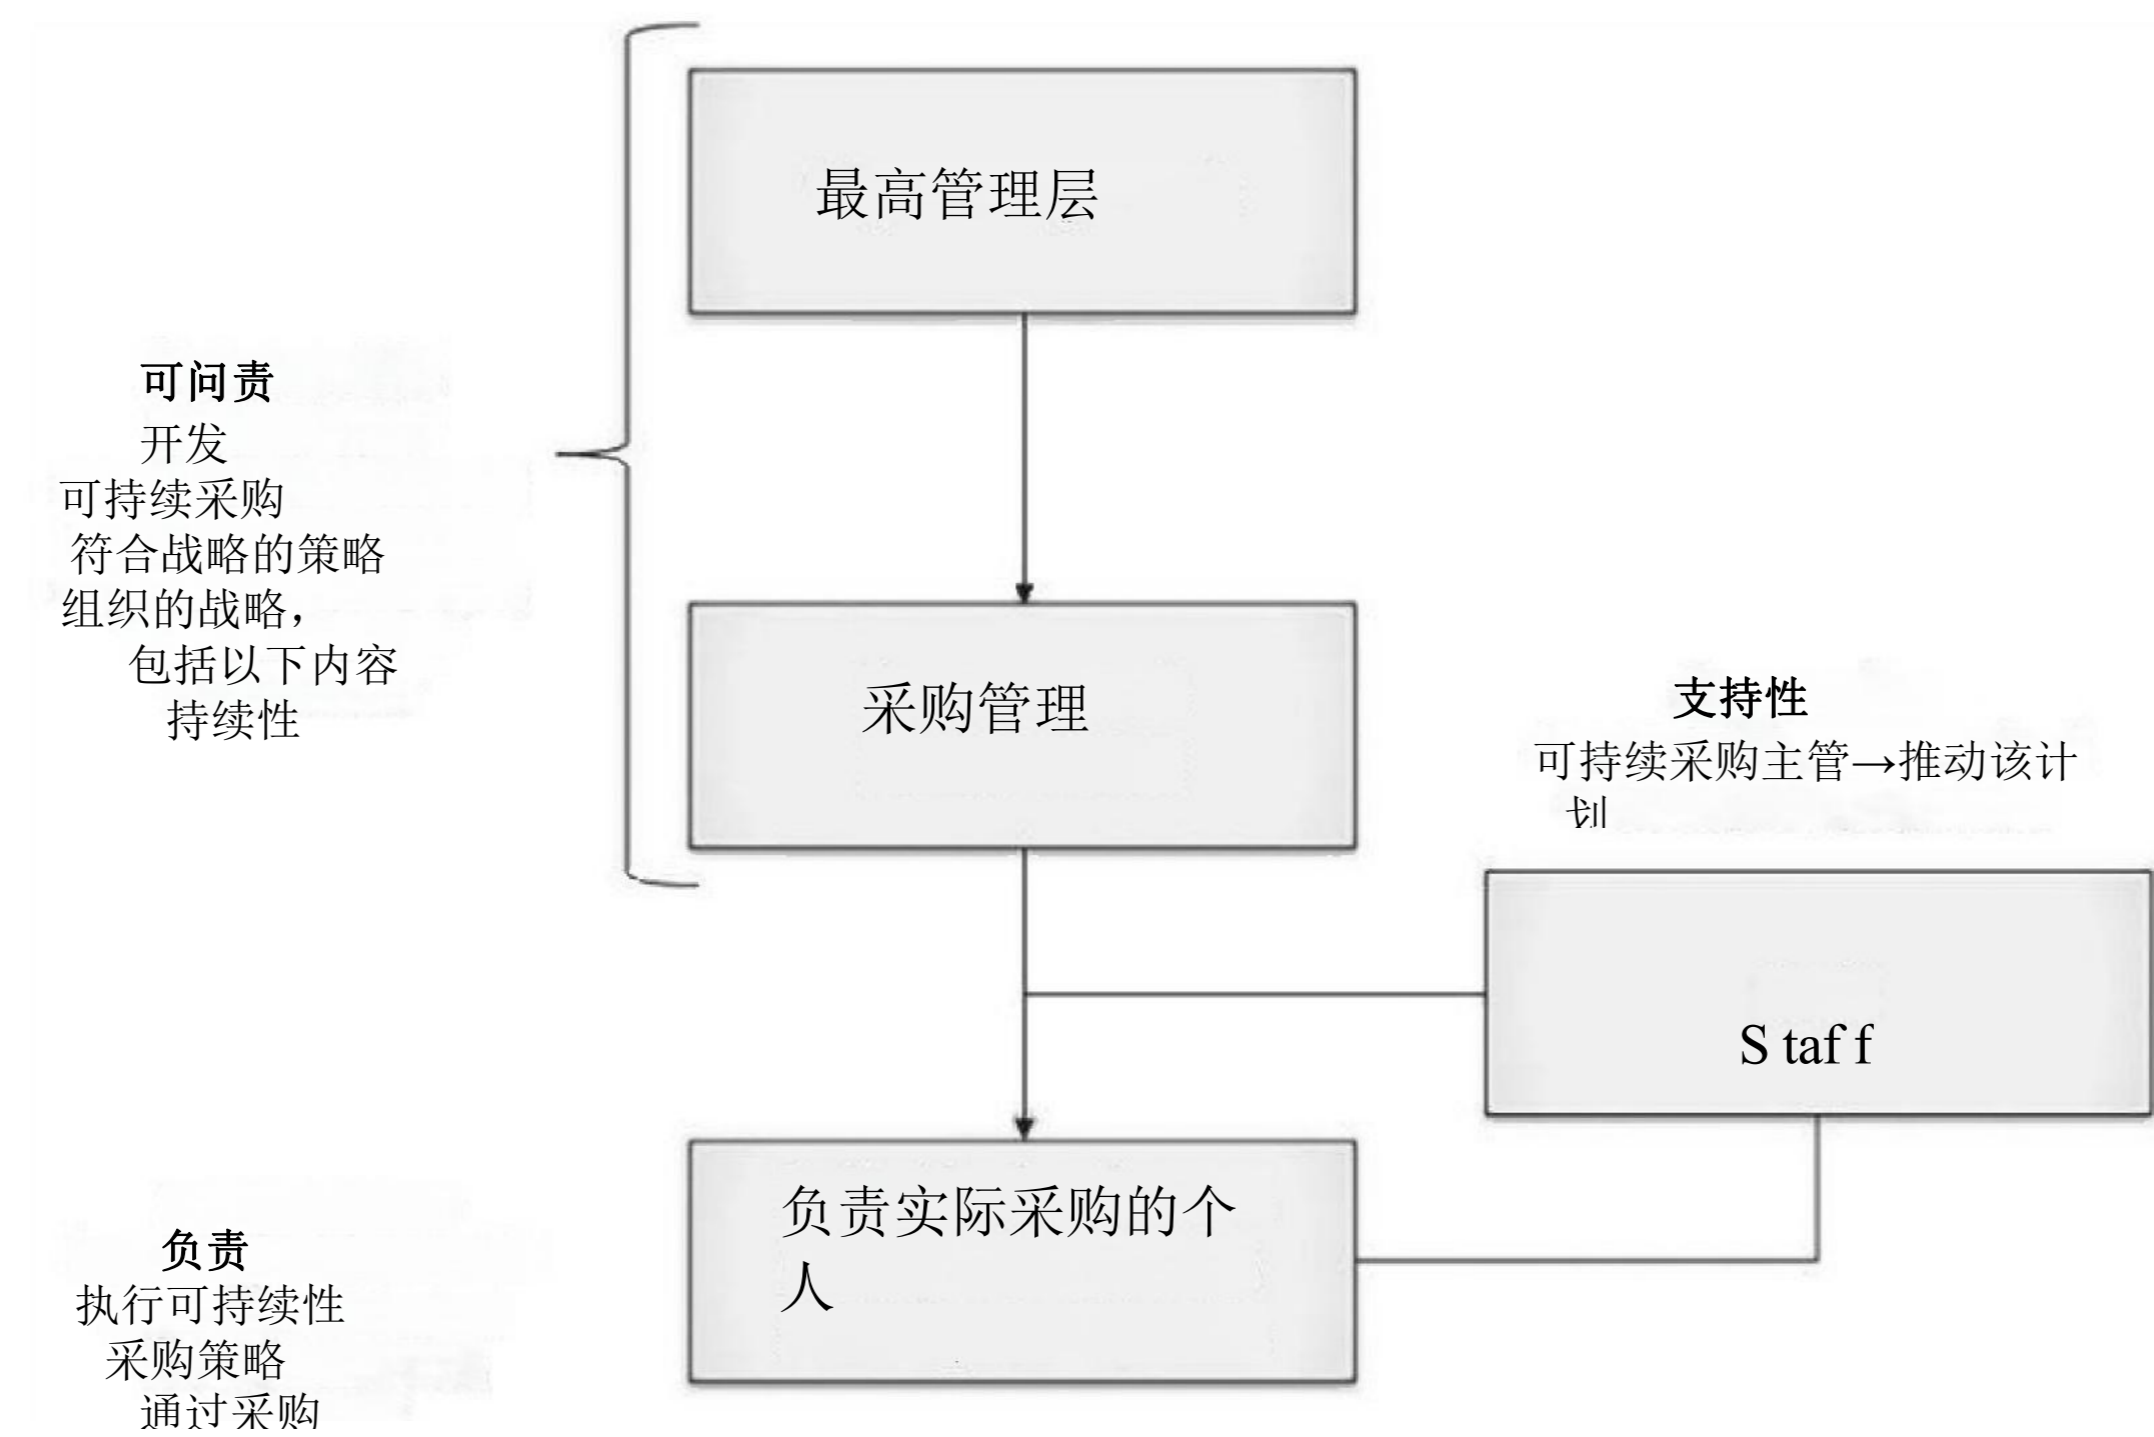 最高管理层
可问责
开发
可持续采购
符合战略的策略
组织的战略，
包括以下内容
持续性
采购管理
支持性
可持续采购主管→推动该计
划
Staff
负责实际采购的个
人
负责
执行可持续性
采购策略
通过采购